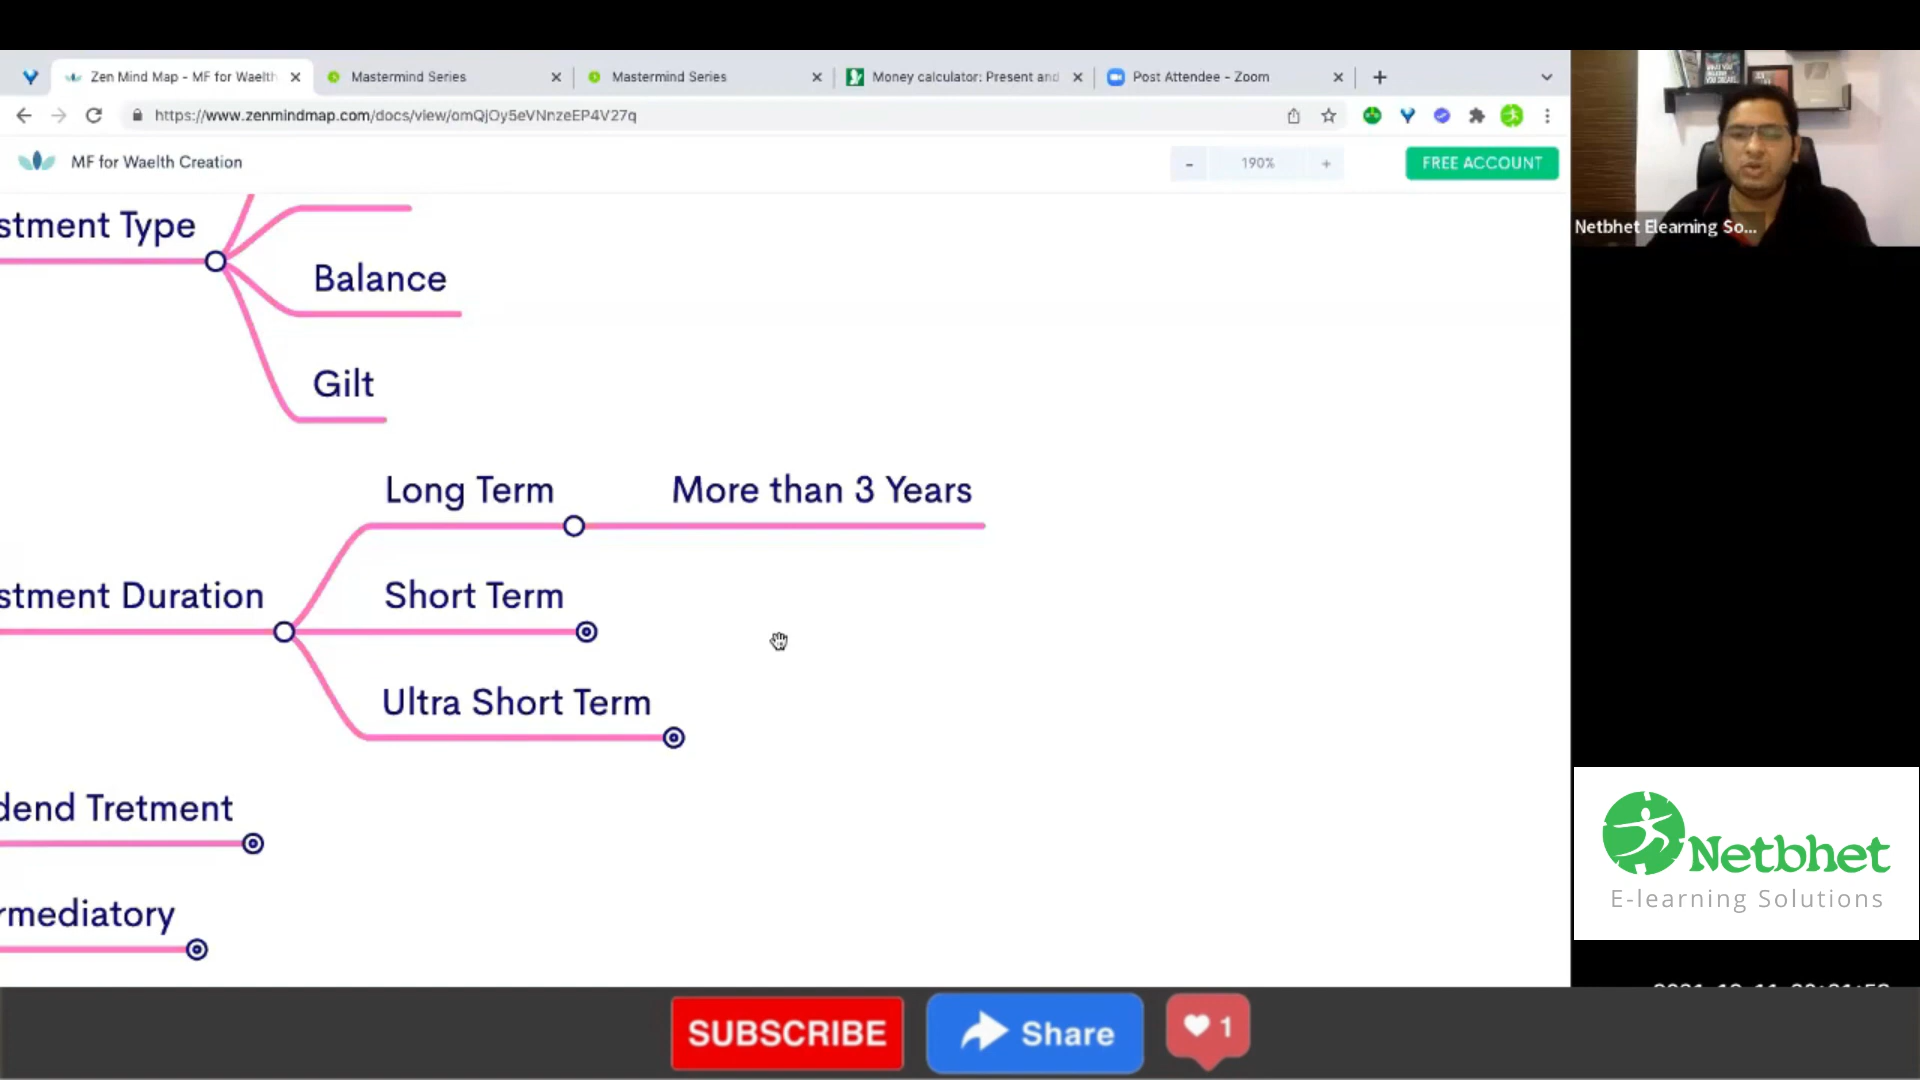 Zen Mind Map - MF for Waelth
Mastermind Series
Mastermind Series
Money calculator: Present and
Post Attendee - Zoom
https://www.zenmindmap.com/docs/view/omQjOy5eVNnzeEP4V27q
MF for Waelth Creation
-
190%
+
FREE ACCOUNT
Netbhet Elearning So...
stment Type
Balance
Gilt
Long Term
More than 3 Years
stment Duration
Short Term
Ultra Short Term
dend Tretment
rmediatory
Netbhet
E-learning Solutions
SUBSCRIBE
Share
1